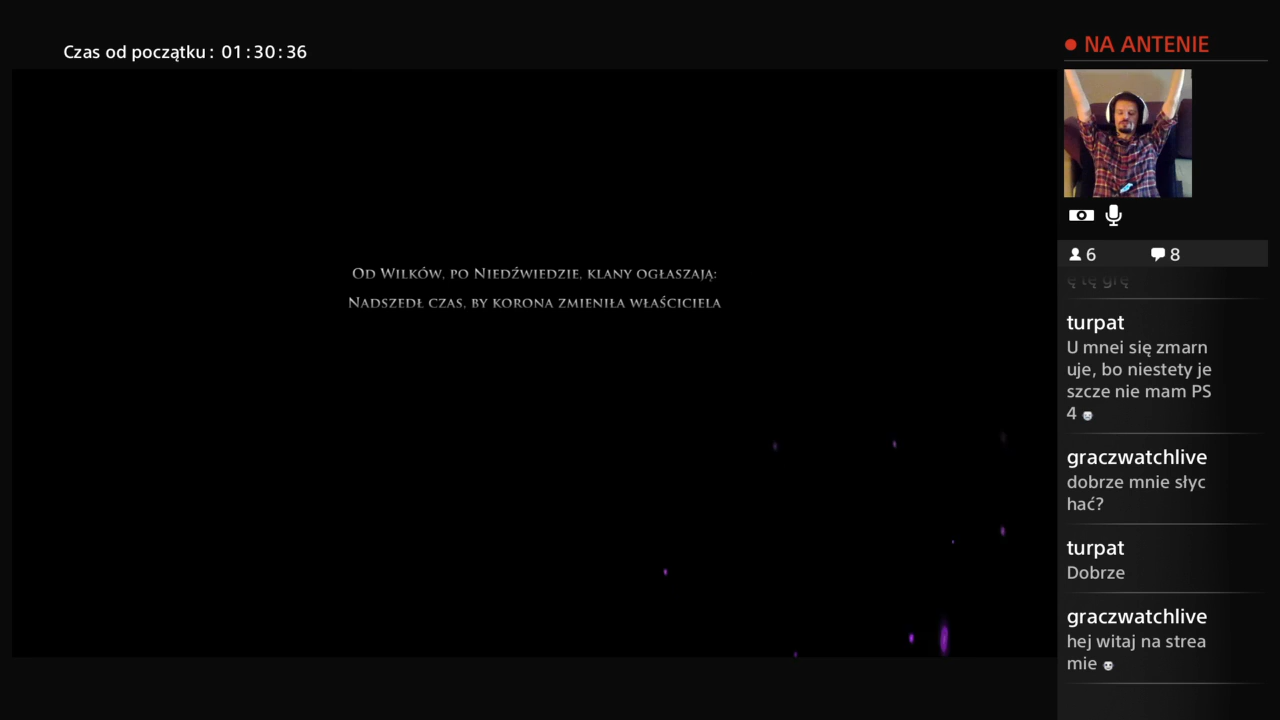 Czas od początku : 01 : 30 : 36
NA ANTENIE
Od Wilków, po Niedźwiedzie, klany ogłaszają:
Nadszedł czas, by korona zmieniła właściciela
6
8
ę tę grę
turpat
U mnei się zmarn
uje, bo niestety je
szcze nie mam PS
4
graczwatchlive
dobrze mnie słyc
hać?
turpat
Dobrze
graczwatchlive
hej witaj na strea
mie